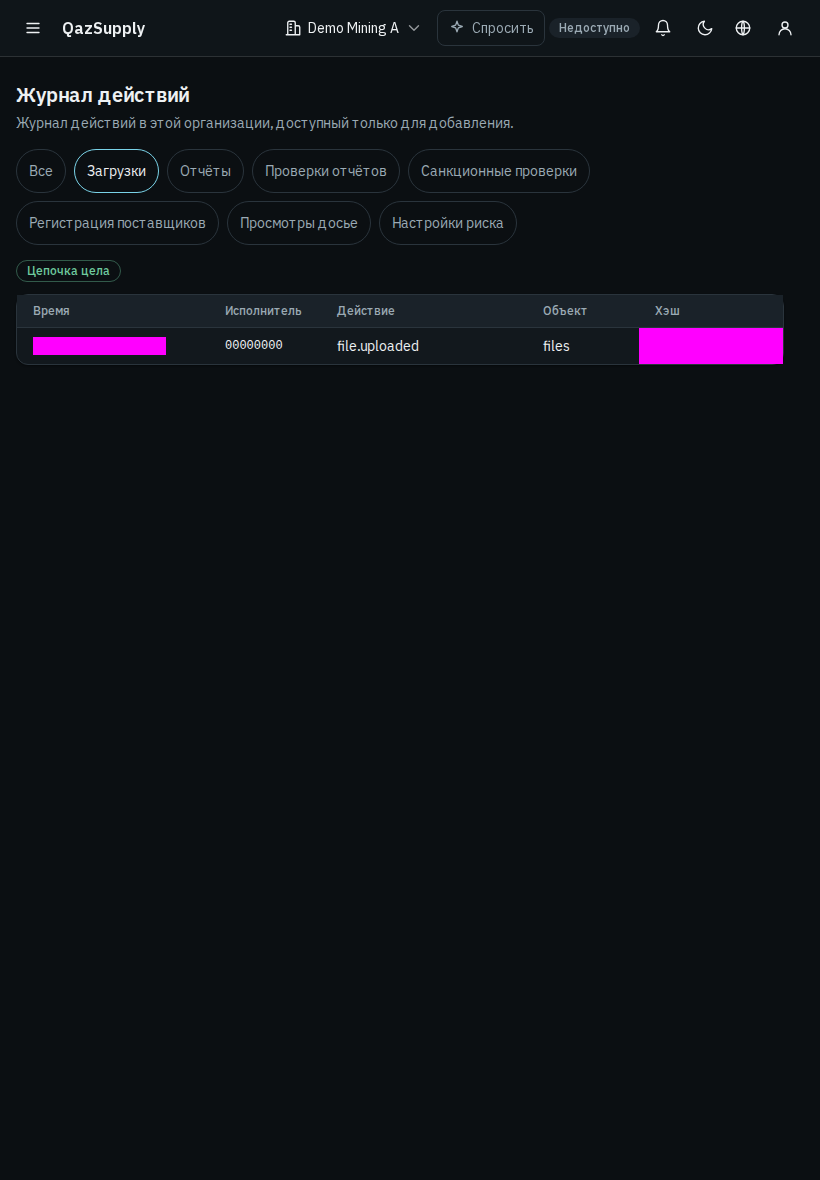 QazSupply Demo Mining A Спросить Недоступно
Журнал действий
Журнал действий в этой организации, доступный только для добавления.
Все Загрузки Отчёты Проверки отчётов Санкционные проверки
Регистрация поставщиков Просмотры досье Настройки риска
Цепочка цела
Время Исполнитель Действие Объект Хэш
00000000 file.uploaded files